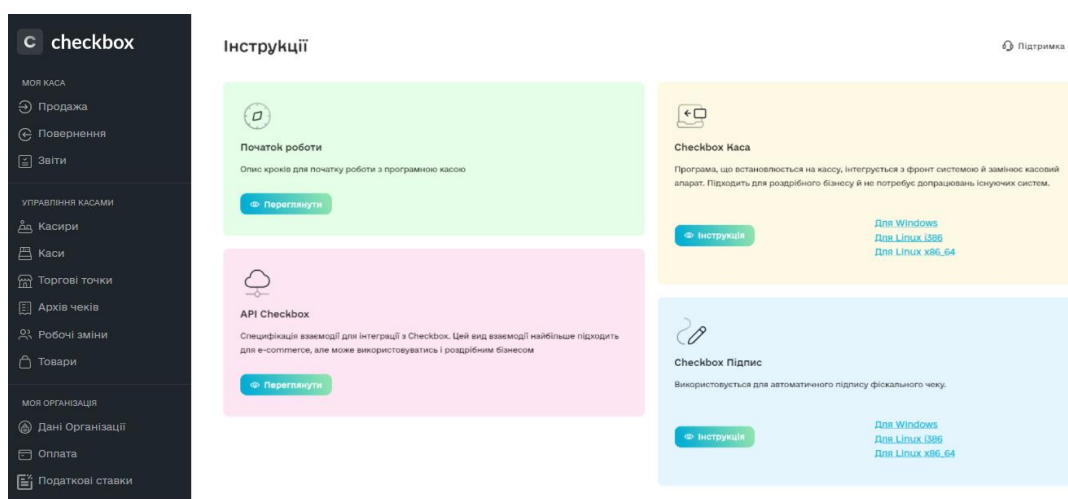 checkbox
МОЯ КАСА
Продажа
Повернення
Звіти
УПРАВЛІННЯ КАСАМИ
Касири
Каси
Торгові точки
Архів чеків
Робочі зміни
Товари
МОЯ ОРГАНІЗАЦІЯ
Дані Організації
Оплата
Податкові ставки
Інструкції
Підтримка
Початок роботи
Опис кроків для початку роботи з програмною касою
Переглянути
API Checkbox
Специфікація взаємодії для інтеграції з Checkbox. Цей вид взаємодії найбільше підходить
для e-commerce, але може використовуватись і роздрібним бізнесом
Переглянути
Checkbox Каса
Програма, що встановлюється на кассу, інтегрується з фронт системою й замінює касовий
апарат. Підходить для роздрібного бізнесу й не потребує допрацювань існуючих систем.
Інструкція
Для Windows
Для Linux i386
Для Linux x86_64
Checkbox Підпис
Використовується для автоматичного підпису фіскального чеку.
Інструкція
Для Windows
Для Linux i386
Для Linux x86_64